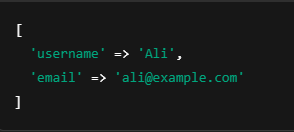 [
  'username' => 'Ali',
  'email' => 'ali@example.com'
]